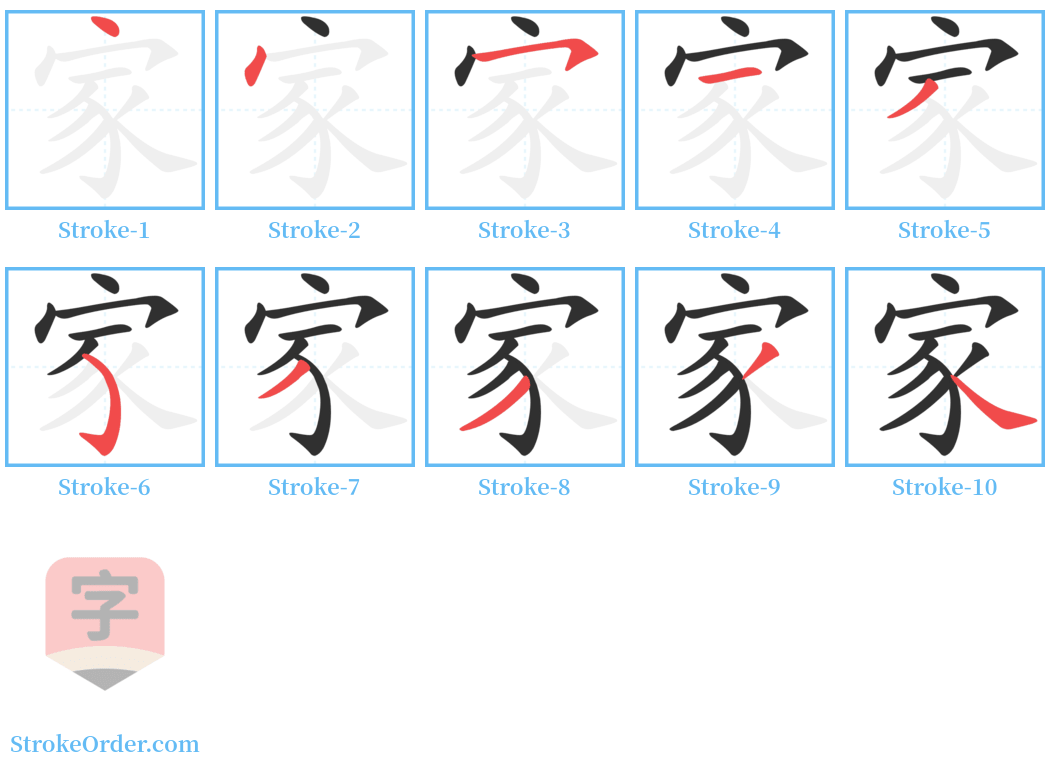 家 家 家 家 家
Stroke-1 Stroke-2 Stroke-3 Stroke-4 Stroke-5
家 家 家 家 家
Stroke-6 Stroke-7 Stroke-8 Stroke-9 Stroke-10
字
StrokeOrder.com